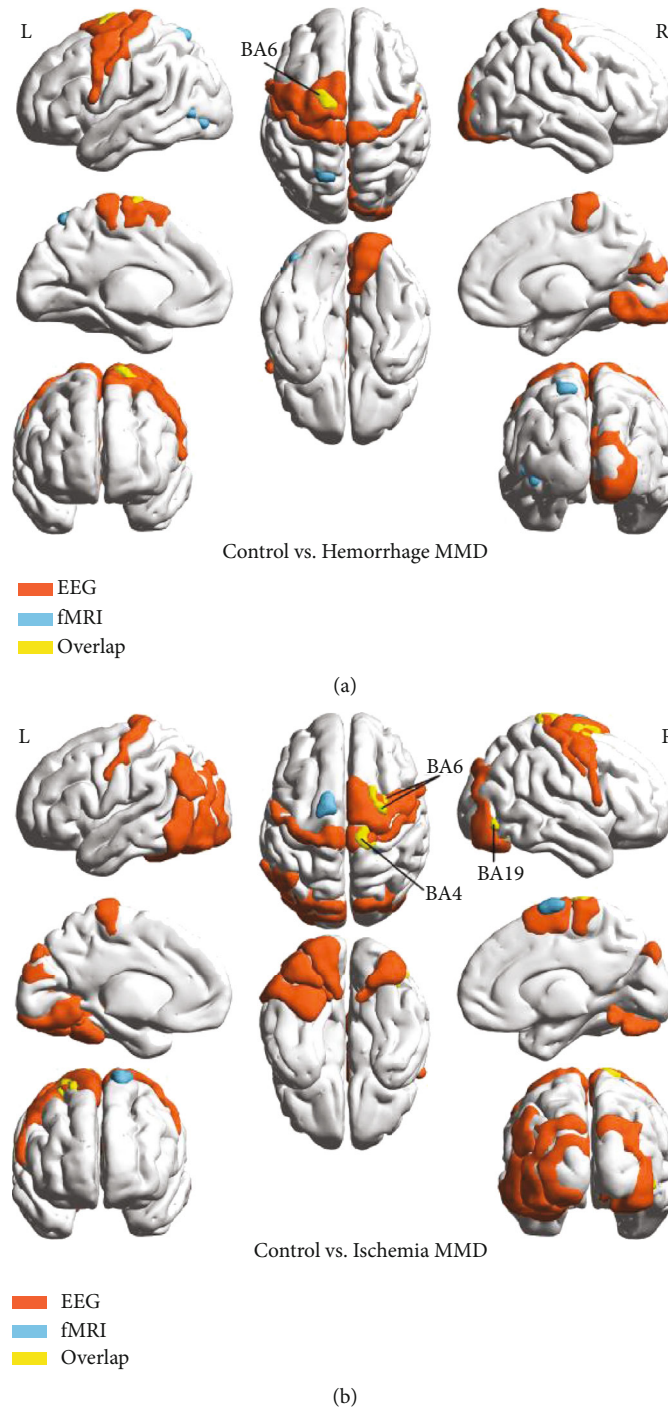 L
R
BA6
Control vs. Hemorrhage MMD
EEG
fMRI
Overlap
(a)
L
R
BA6
BA4
BA19
Control vs. Ischemia MMD
EEG
fMRI
Overlap
(b)